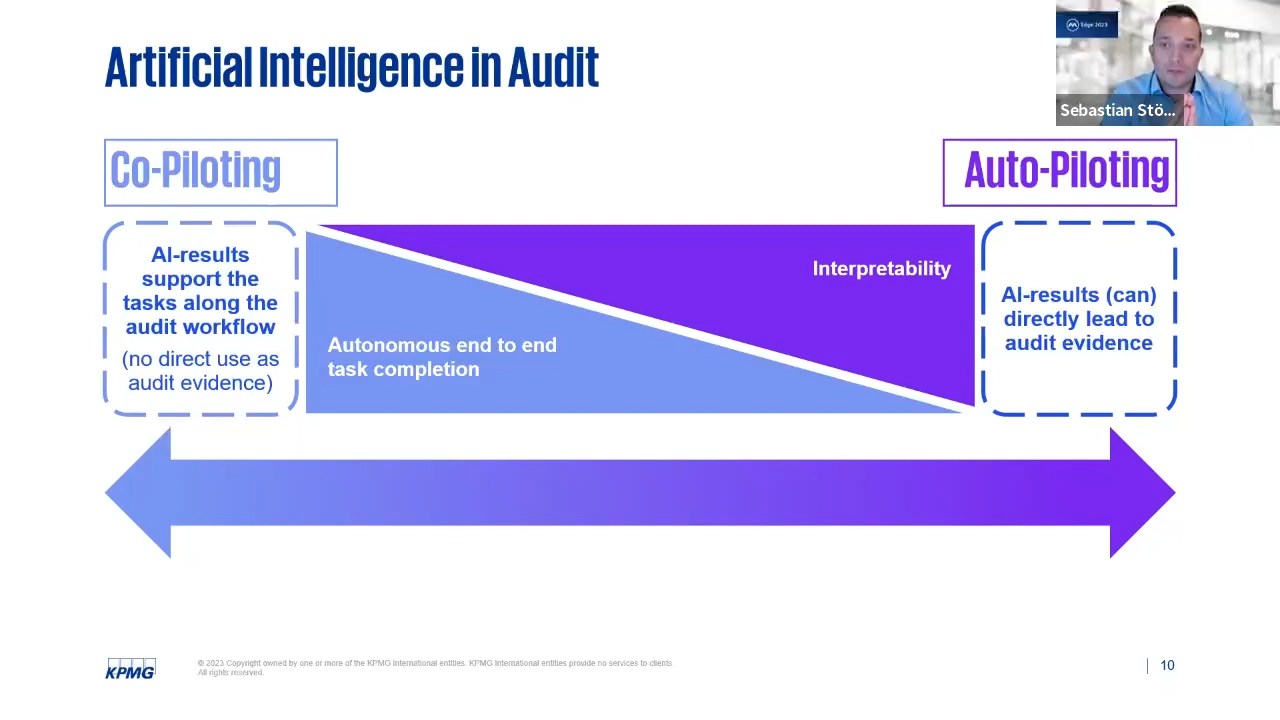 Artificial Intelligence in Audit
Edge 2023
Sebastian Stö...
Co-Piloting
Auto-Piloting
AI-results
support the
tasks along the
audit workflow
(no direct use as
audit evidence)
Autonomous end to end
task completion
Interpretability
AI-results (can)
directly lead to
audit evidence
KPMG
© 2023 Copyright owned by one or more of the KPMG International entities. KPMG International entities provide no services to clients.
All rights reserved.
10